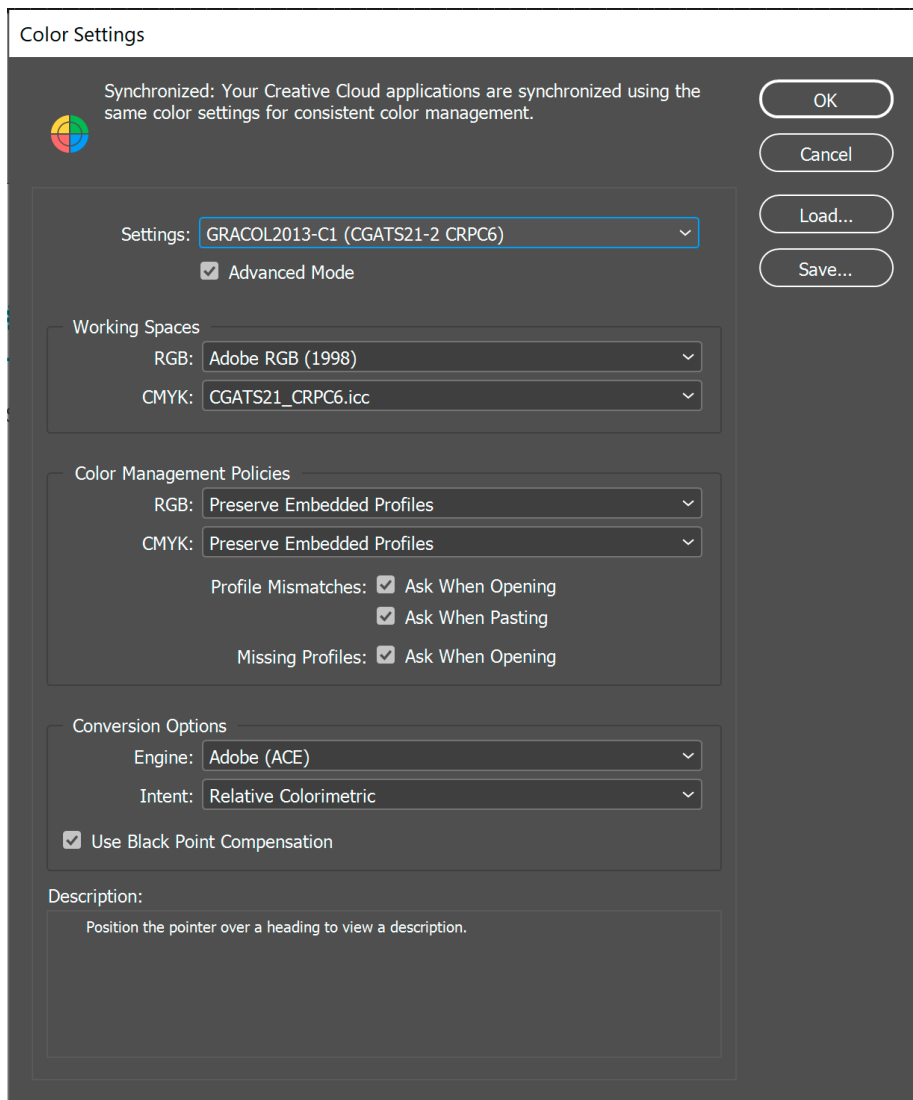 Color Settings
Synchronized: Your Creative Cloud applications are synchronized using the
same color settings for consistent color management.
OK
Cancel
Load...
Save...
Settings: GRACOL2013-C1 (CGATS21-2 CRPC6)
Advanced Mode
Working Spaces
RGB: Adobe RGB (1998)
CMYK: CGATS21_CRPC6.icc
Color Management Policies
RGB: Preserve Embedded Profiles
CMYK: Preserve Embedded Profiles
Profile Mismatches: Ask When Opening
Ask When Pasting
Missing Profiles: Ask When Opening
Conversion Options
Engine: Adobe (ACE)
Intent: Relative Colorimetric
Use Black Point Compensation
Description:
Position the pointer over a heading to view a description.